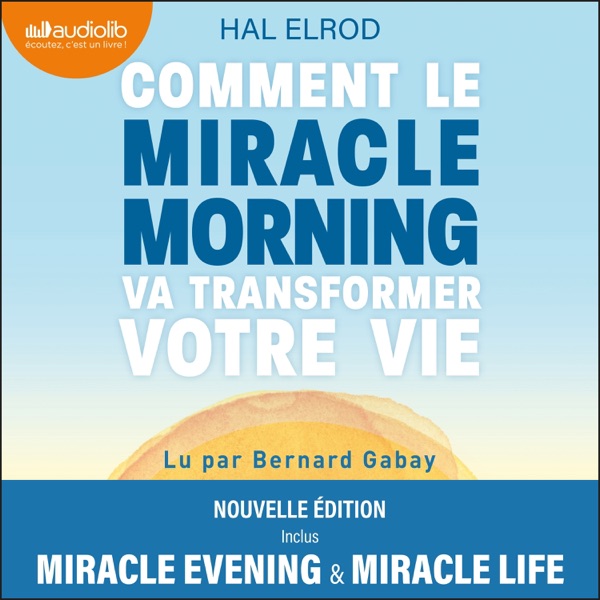 audiolib
écoutez, c'est un livre !
HAL ELROD
COMMENT LE
MIRACLE
MORNING
VA TRANSFORMER
VOTRE VIE
Lu par Bernard Gabay
NOUVELLE ÉDITION
Inclus
MIRACLE EVENING & MIRACLE LIFE